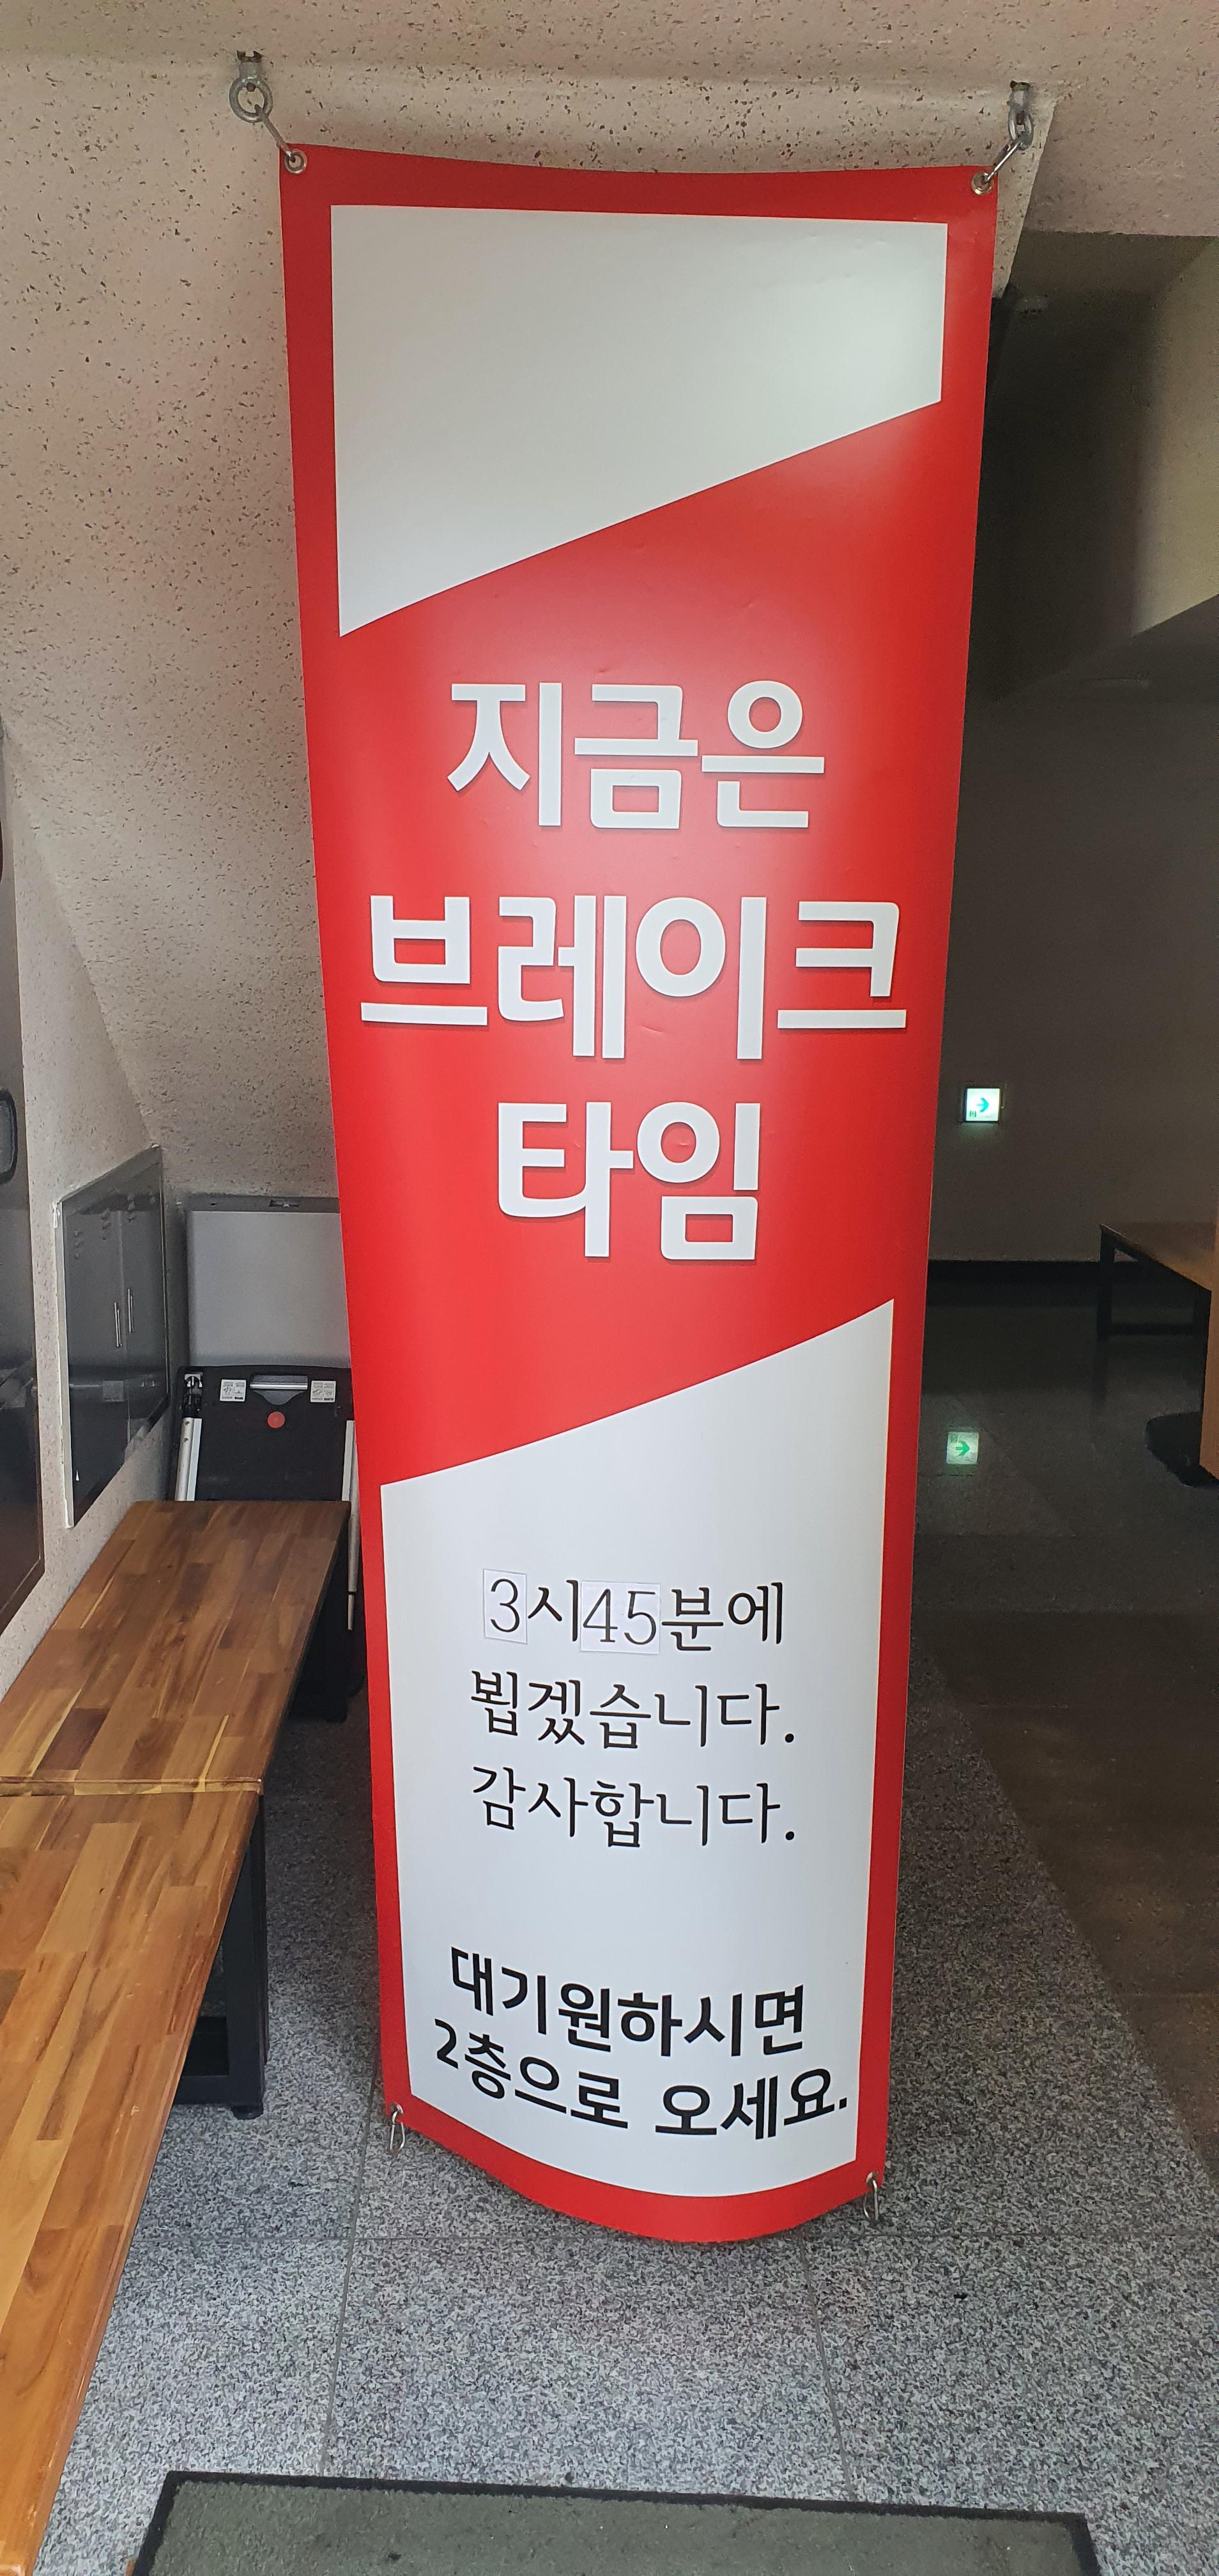 지금은
브레이크
타임
3시45분에
뵙겠습니다.
감사합니다.
대기원하시면
2층으로 오세요.